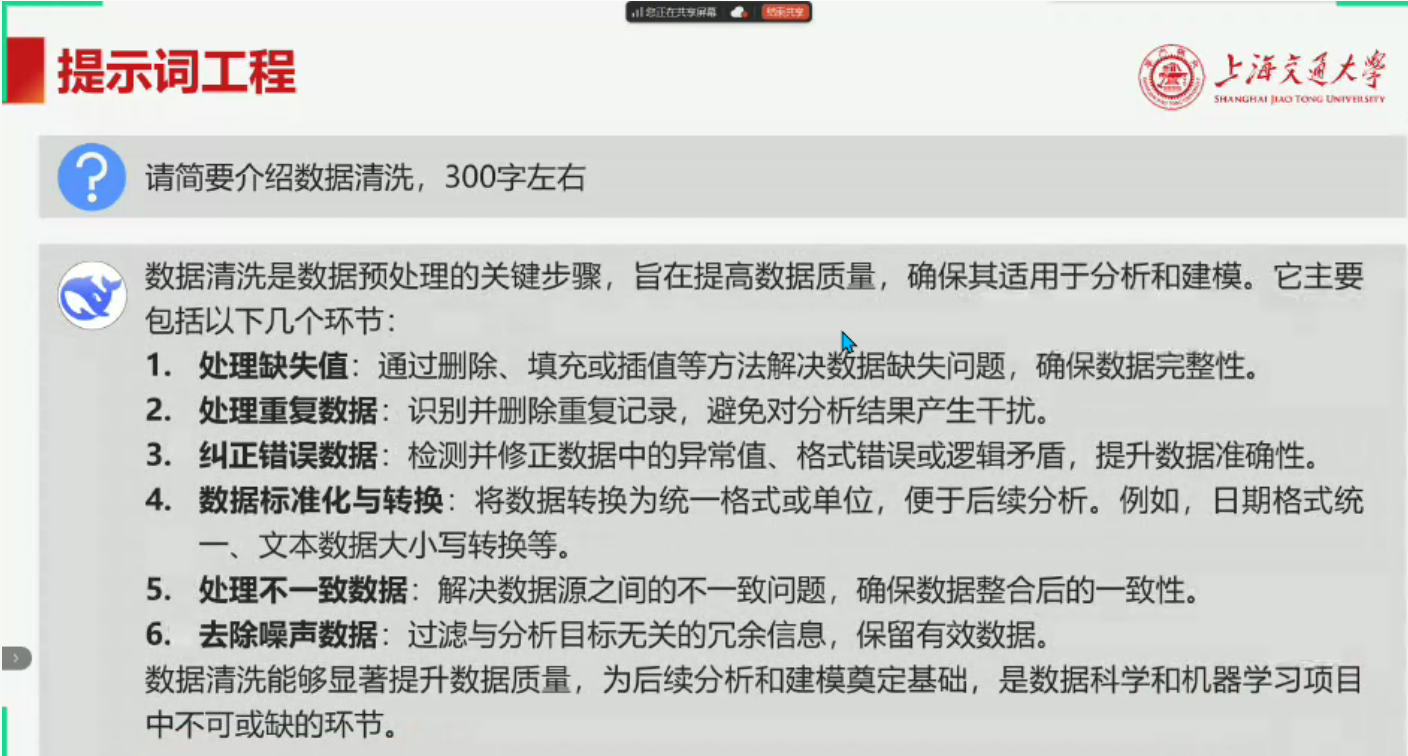 您正在共享屏幕 结束共享
提示词工程
上海交通大学
SHANGHAI JIAO TONG UNIVERSITY
请简要介绍数据清洗，300字左右
数据清洗是数据预处理的关键步骤，旨在提高数据质量，确保其适用于分析和建模。它主要
包括以下几个环节：
1. 处理缺失值：通过删除、填充或插值等方法解决数据缺失问题，确保数据完整性。
2. 处理重复数据：识别并删除重复记录，避免对分析结果产生干扰。
3. 纠正错误数据：检测并修正数据中的异常值、格式错误或逻辑矛盾，提升数据准确性。
4. 数据标准化与转换：将数据转换为统一格式或单位，便于后续分析。例如，日期格式统
一、文本数据大小写转换等。
5. 处理不一致数据：解决数据源之间的不一致问题，确保数据整合后的一致性。
6. 去除噪声数据：过滤与分析目标无关的冗余信息，保留有效数据。
数据清洗能够显著提升数据质量，为后续分析和建模奠定基础，是数据科学和机器学习项目
中不可或缺的环节。